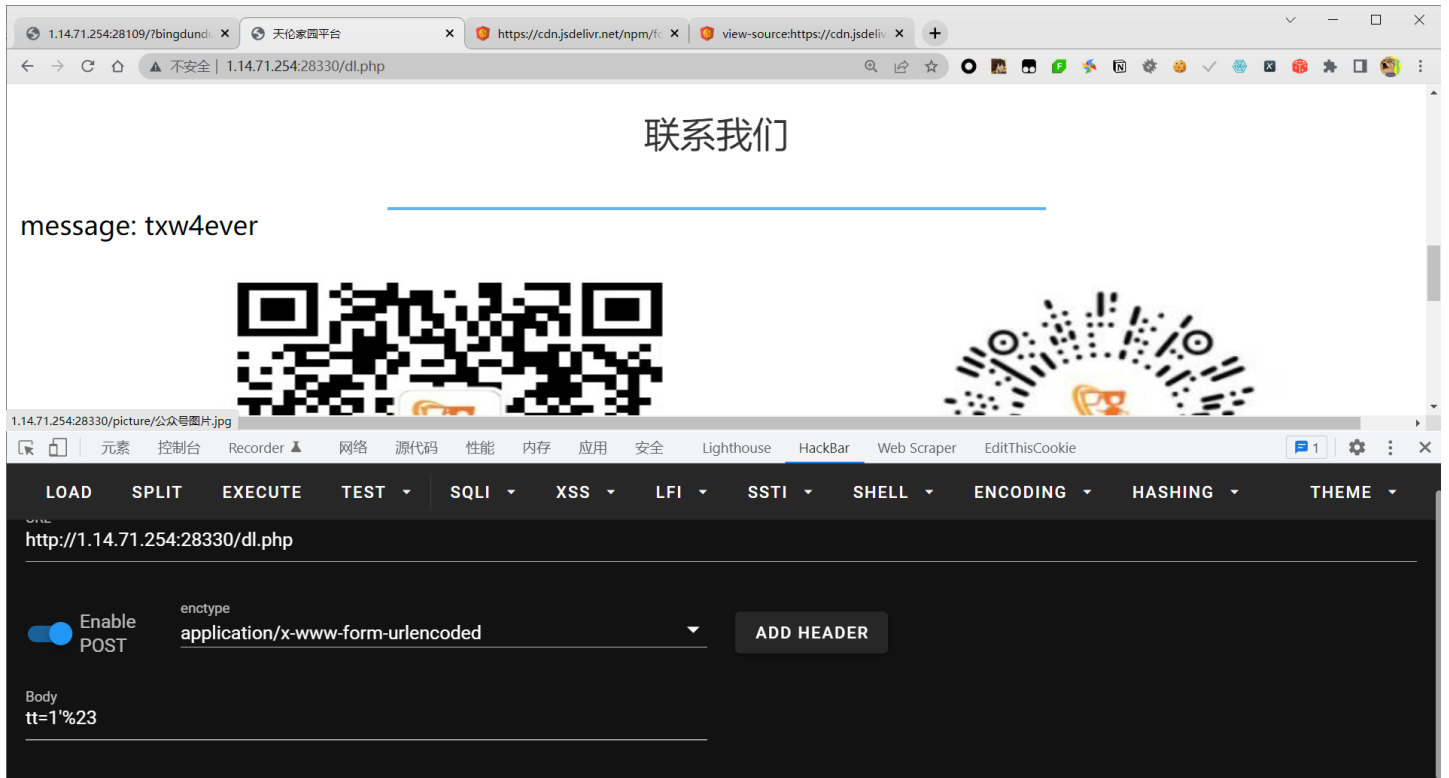 1.14.71.254:28109/?bingdundu
天伦家园平台
https://cdn.jsdelivr.net/npm/fc
view-source:https://cdn.jsdeliv
不安全 | 1.14.71.254:28330/dl.php
联系我们
message: txw4ever
1.14.71.254:28330/picture/公众号图片.jpg
元素 控制台 Recorder 网络 源代码 性能 内存 应用 安全 Lighthouse HackBar Web Scraper EditThisCookie 1
LOAD SPLIT EXECUTE TEST SQLI XSS LFI SSTI SHELL ENCODING HASHING THEME
URL
http://1.14.71.254:28330/dl.php
Enable
POST
enctype
application/x-www-form-urlencoded
ADD HEADER
Body
tt=1'%23